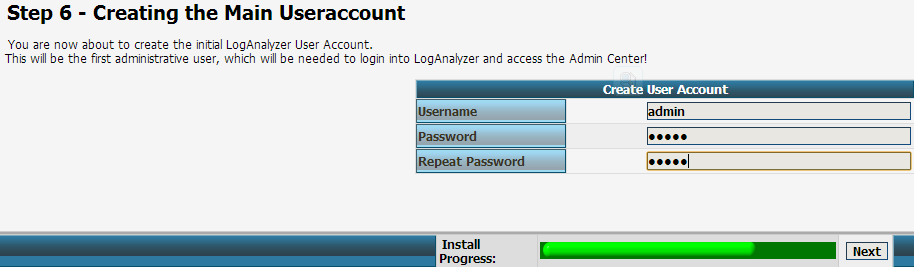 Step 6 - Creating the Main Useraccount
You are now about to create the initial LogAnalyzer User Account.
This will be the first administrative user, which will be needed to login into LogAnalyzer and access the Admin Center!
Create User Account
Username admin
Password •••••
Repeat Password •••••
Install
Progress:
Next